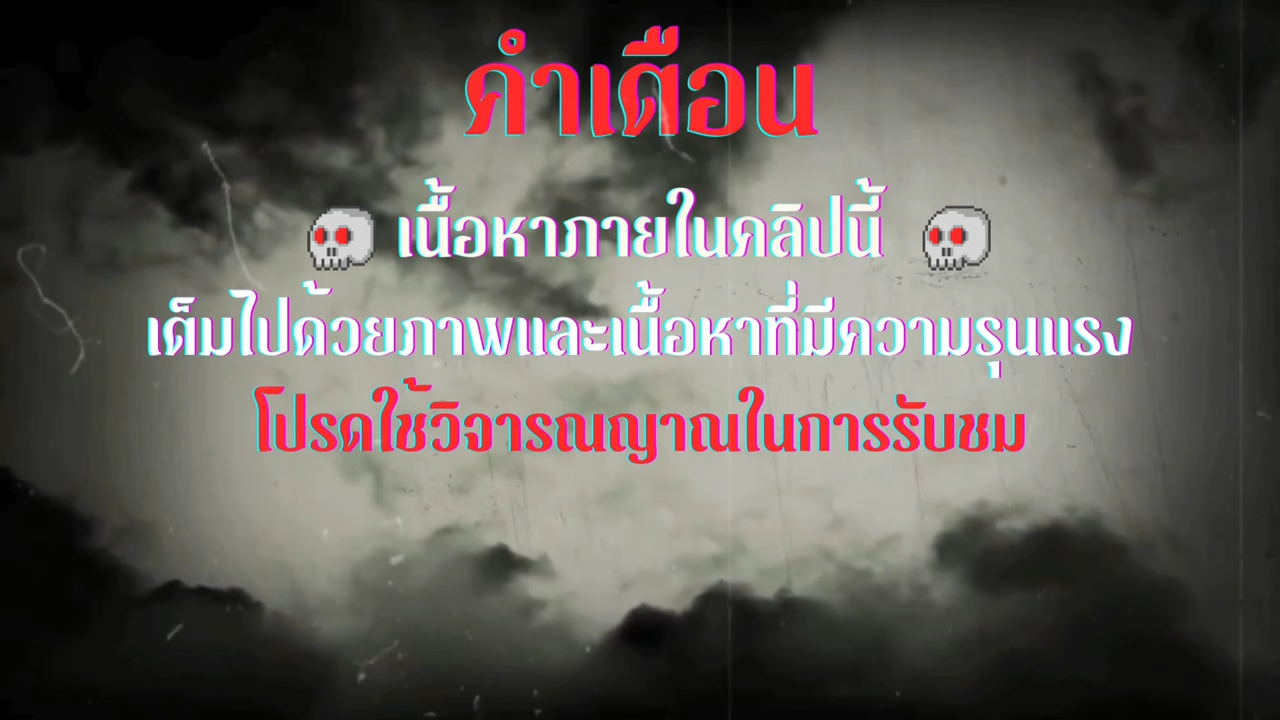 คำเตือน
เนื้อหาภายในคลิปนี้
เต็มไปด้วยภาพและเนื้อหาที่มีความรุนแรง
โปรดใช้วิจารณญาณในการรับชม